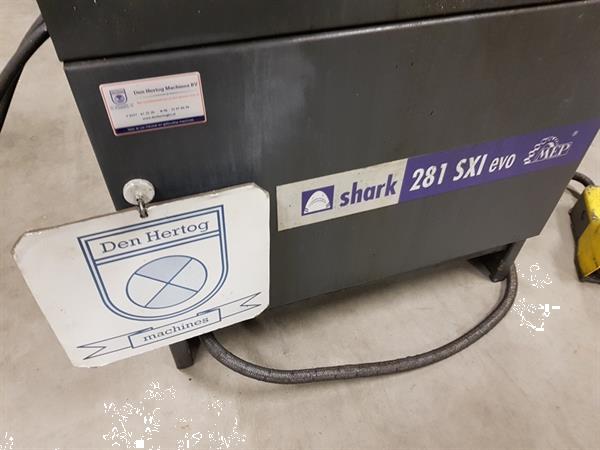 Den Hertog Machines BV
shark 281 SXI evo MEP ®
Den Hertog
machines